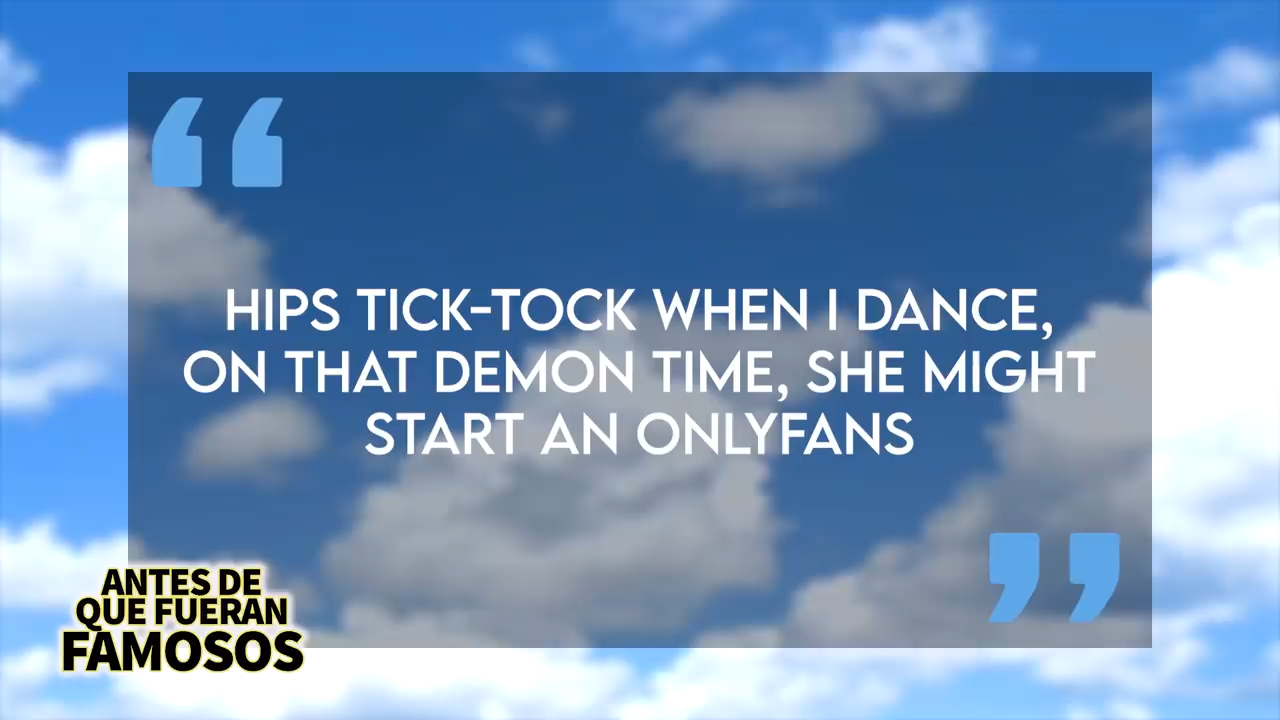 “
HIPS TICK-TOCK WHEN I DANCE,
ON THAT DEMON TIME, SHE MIGHT
START AN ONLYFANS
”
ANTES DE
QUE FUERAN
FAMOSOS